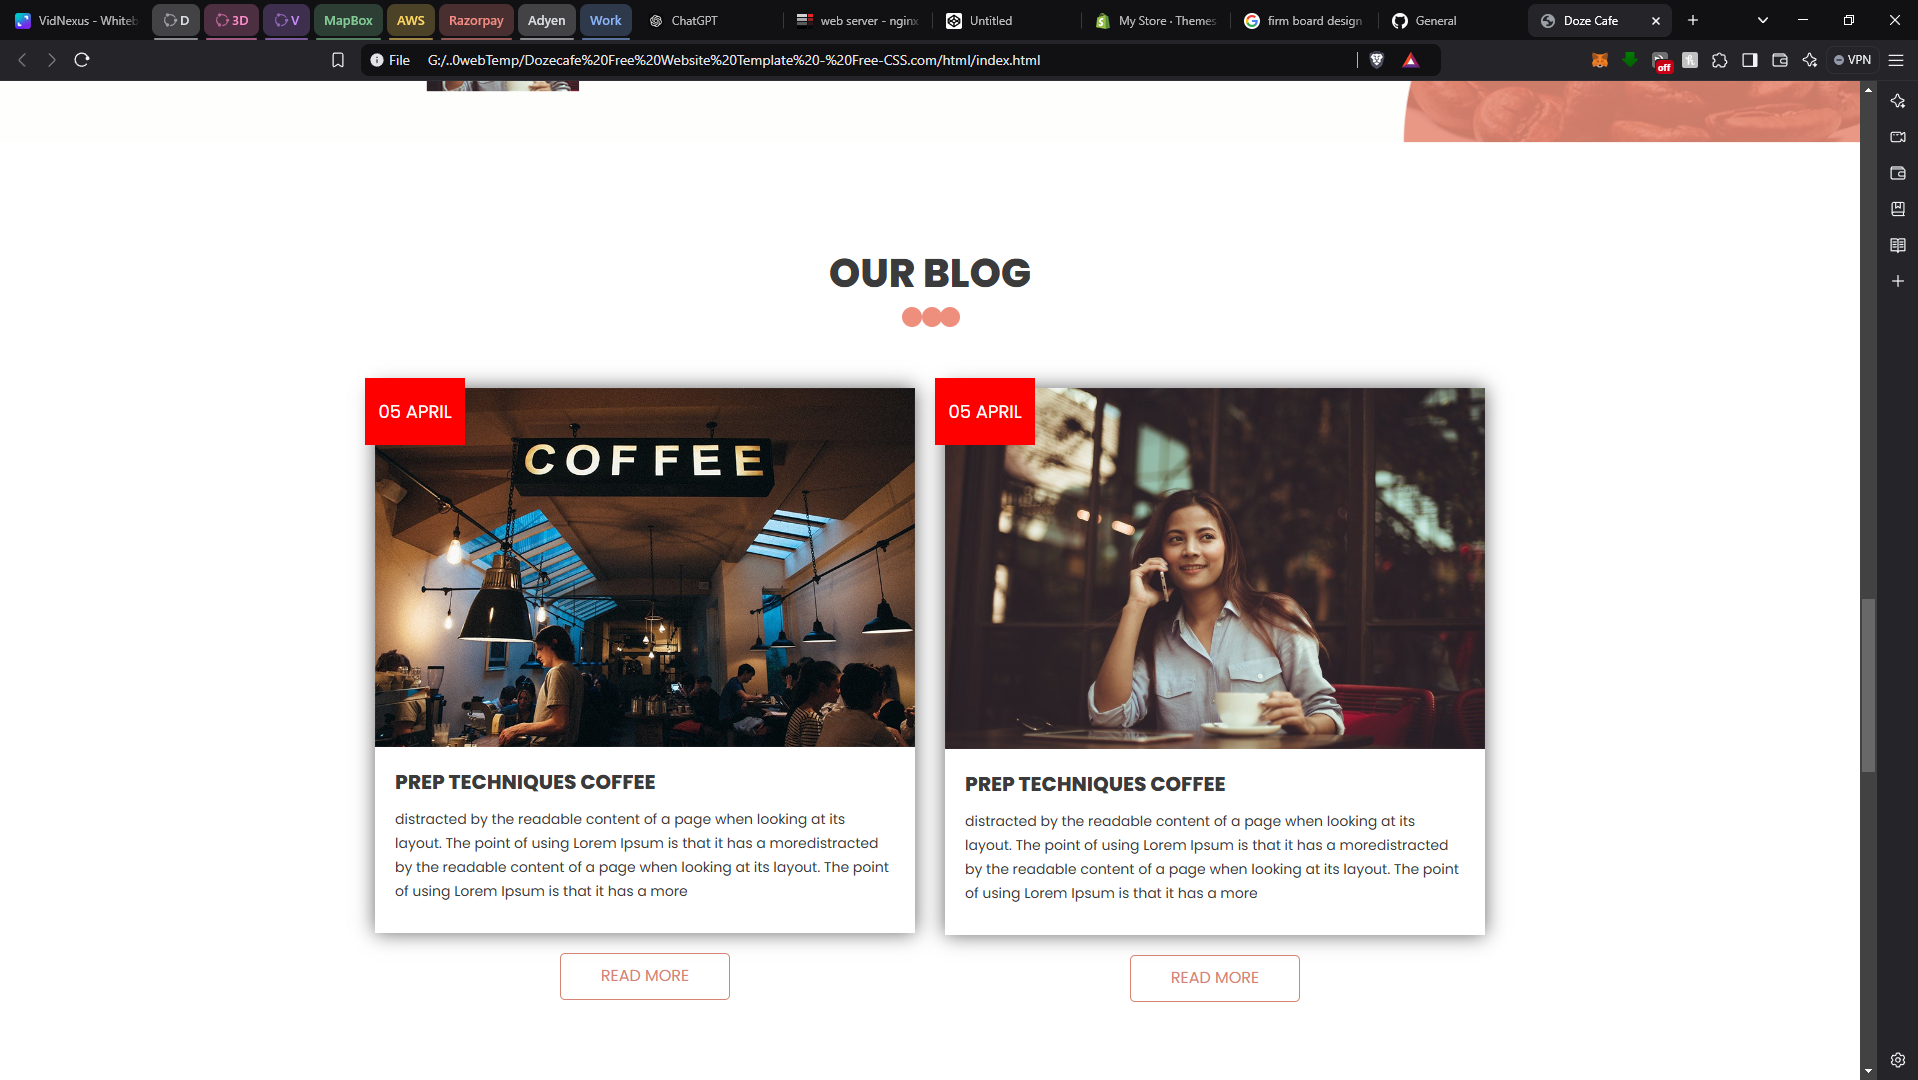 VidNexus - Whiteb
D
3D
V
MapBox
AWS
Razorpay
Adyen
Work
ChatGPT
web server - nginx
Untitled
My Store · Themes
firm board design
General
Doze Cafe
File
G:/..0webTemp/Dozecafe%20Free%20Website%20Template%20-%20Free-CSS.com/html/index.html
off
VPN
OUR BLOG
05 APRIL
COFFEE
PREP TECHNIQUES COFFEE
distracted by the readable content of a page when looking at its
layout. The point of using Lorem Ipsum is that it has a moredistracted
by the readable content of a page when looking at its layout. The point
of using Lorem Ipsum is that it has a more
READ MORE
05 APRIL
PREP TECHNIQUES COFFEE
distracted by the readable content of a page when looking at its
layout. The point of using Lorem Ipsum is that it has a moredistracted
by the readable content of a page when looking at its layout. The point
of using Lorem Ipsum is that it has a more
READ MORE